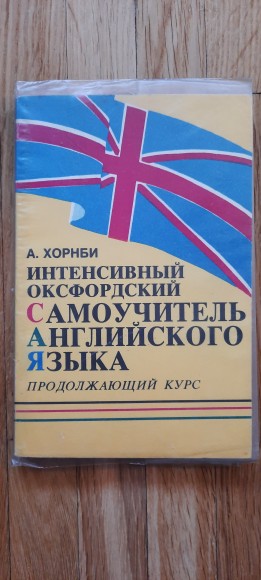 А. ХОРНБИ
ИНТЕНСИВНЫЙ
ОКСФОРДСКИЙ
САМОУЧИТЕЛЬ
АНГЛИЙСКОГО
ЯЗЫКА
ПРОДОЛЖАЮЩИЙ КУРС